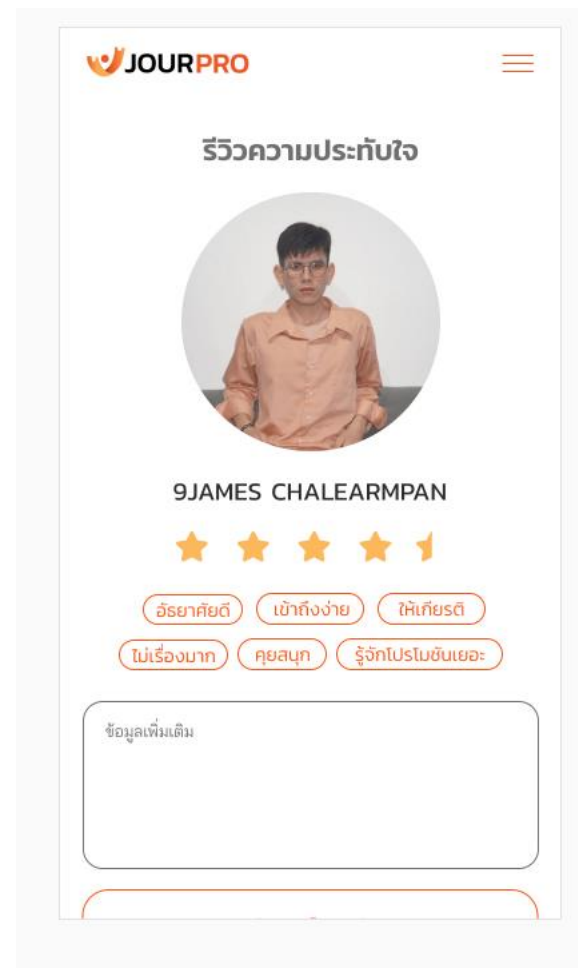 JOURPRO
รีวิวความประทับใจ
9JAMES CHALEARMPAN
อัธยาศัยดี เข้าถึงง่าย ให้เกียรติ
ไม่เรื่องมาก คุยสนุก รู้จักโปรโมชันเยอะ
ข้อมูลเพิ่มเติม